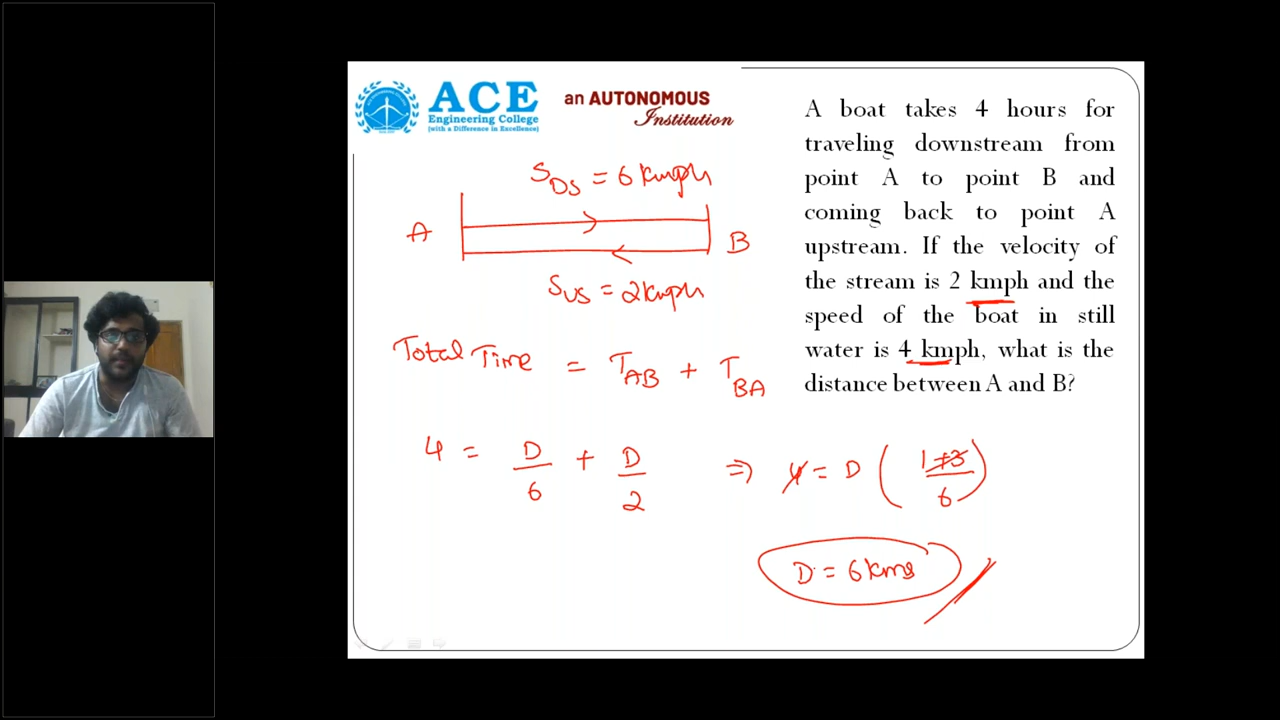 ACE
Engineering College
(with a Difference in Excellence)
an AUTONOMOUS
Institution
A boat takes 4 hours for
traveling downstream from
point A to point B and
coming back to point A
upstream. If the velocity of
the stream is 2 kmph and the
speed of the boat in still
water is 4 kmph, what is the
distance between A and B?
S_DS = 6 kmph
A
B
S_US = 2 kmph
Total Time = T_AB + T_BA
4 = D/6 + D/2 ⇒ 4 = D (1+3/6)
D = 6 kms